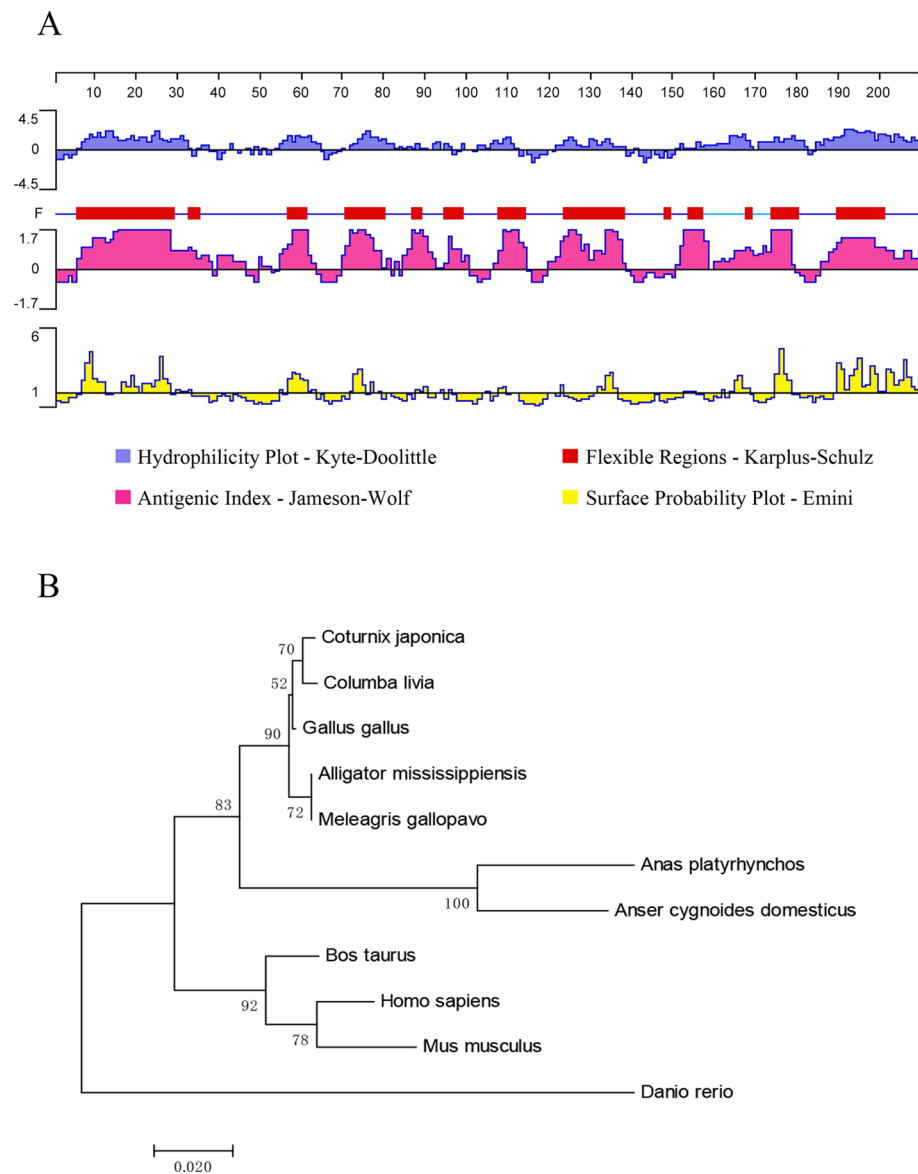 A
10 20 30 40 50 60 70 80 90 100 110 120 130 140 150 160 170 180 190 200
4.5
0
-4.5
F
1.7
0
-1.7
6
1
Hydrophilicity Plot - Kyte-Doolittle
Flexible Regions - Karplus-Schulz
Antigenic Index - Jameson-Wolf
Surface Probability Plot - Emini
B
Coturnix japonica
70
Columba livia
52
Gallus gallus
90
Alligator mississippiensis
83
72
Meleagris gallopavo
Anas platyrhynchos
100
Anser cygnoides domesticus
Bos taurus
92
Homo sapiens
78
Mus musculus
Danio rerio
0.020